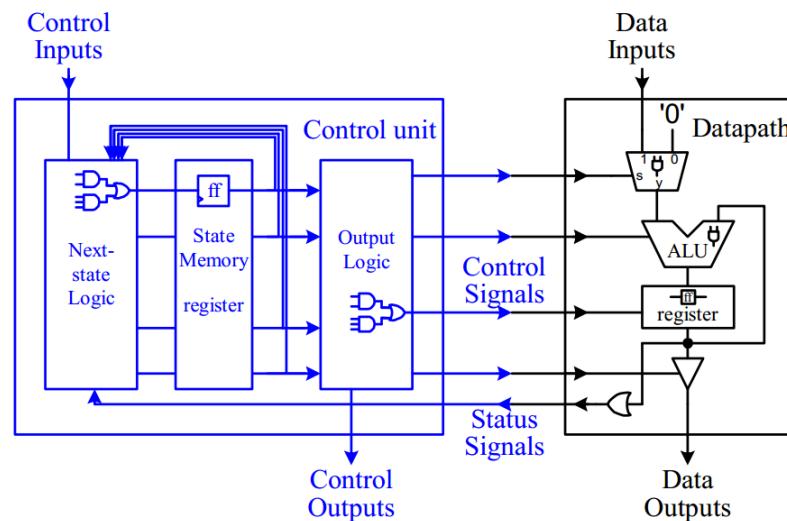 Control
Inputs
Data
Inputs
'0'
Control unit
Datapath
1
0
s
y
ff
Next-
state
Logic
State
Memory
register
Output
Logic
ALU
Control
Signals
ff
register
Status
Signals
Control
Outputs
Data
Outputs